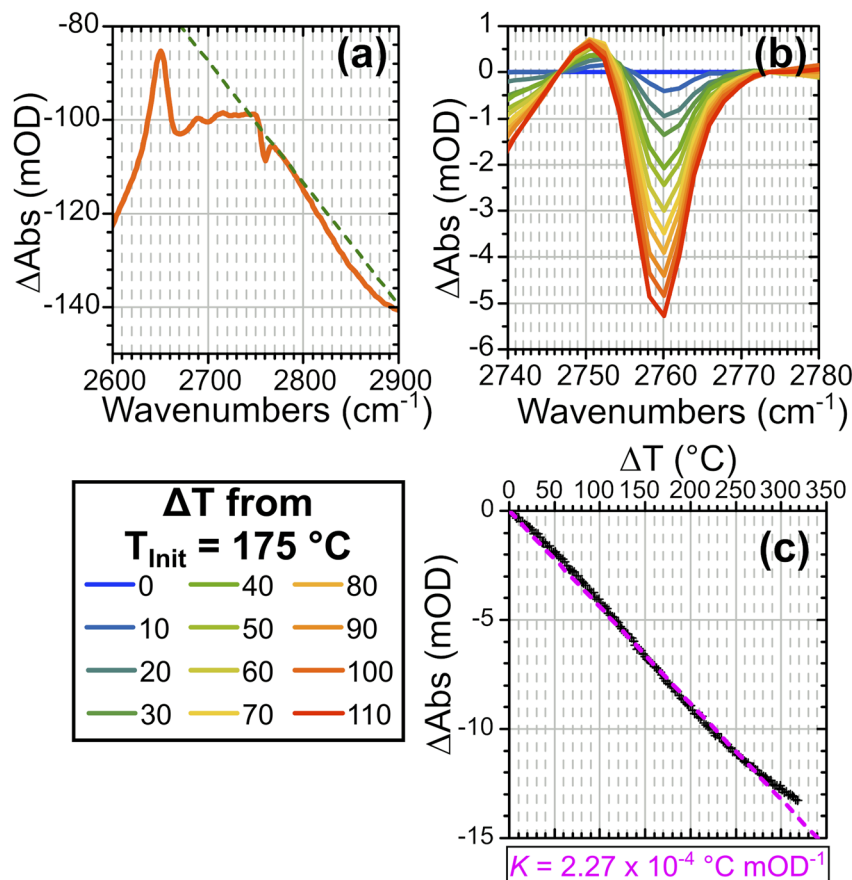 -80
-100
-120
-140
(a)
2600 2700 2800 2900
ΔAbs (mOD)
Wavenumbers (cm⁻¹)
1
0
-1
-2
-3
-4
-5
-6
(b)
2740 2750 2760 2770 2780
ΔAbs (mOD)
Wavenumbers (cm⁻¹)
ΔT from
T_Init = 175 °C
0 40 80
10 50 90
20 60 100
30 70 110
ΔT (°C)
0 50 100 150 200 250 300 350
0
-5
-10
-15
(c)
ΔAbs (mOD)
K = 2.27 x 10⁻⁴ °C mOD⁻¹